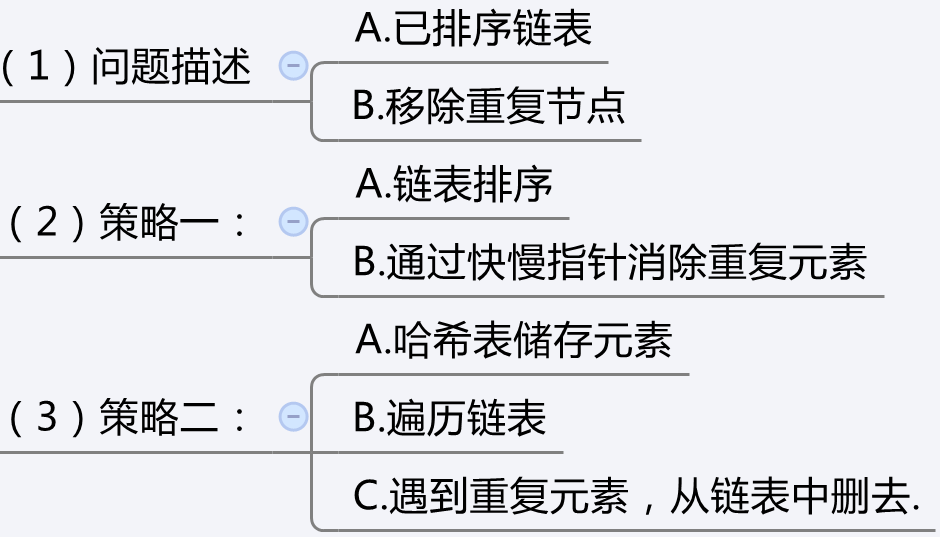 A.已排序链表
（1）问题描述
B.移除重复节点
A.链表排序
（2）策略一：
B.通过快慢指针消除重复元素
A.哈希表储存元素
（3）策略二：
B.遍历链表
C.遇到重复元素，从链表中删去.